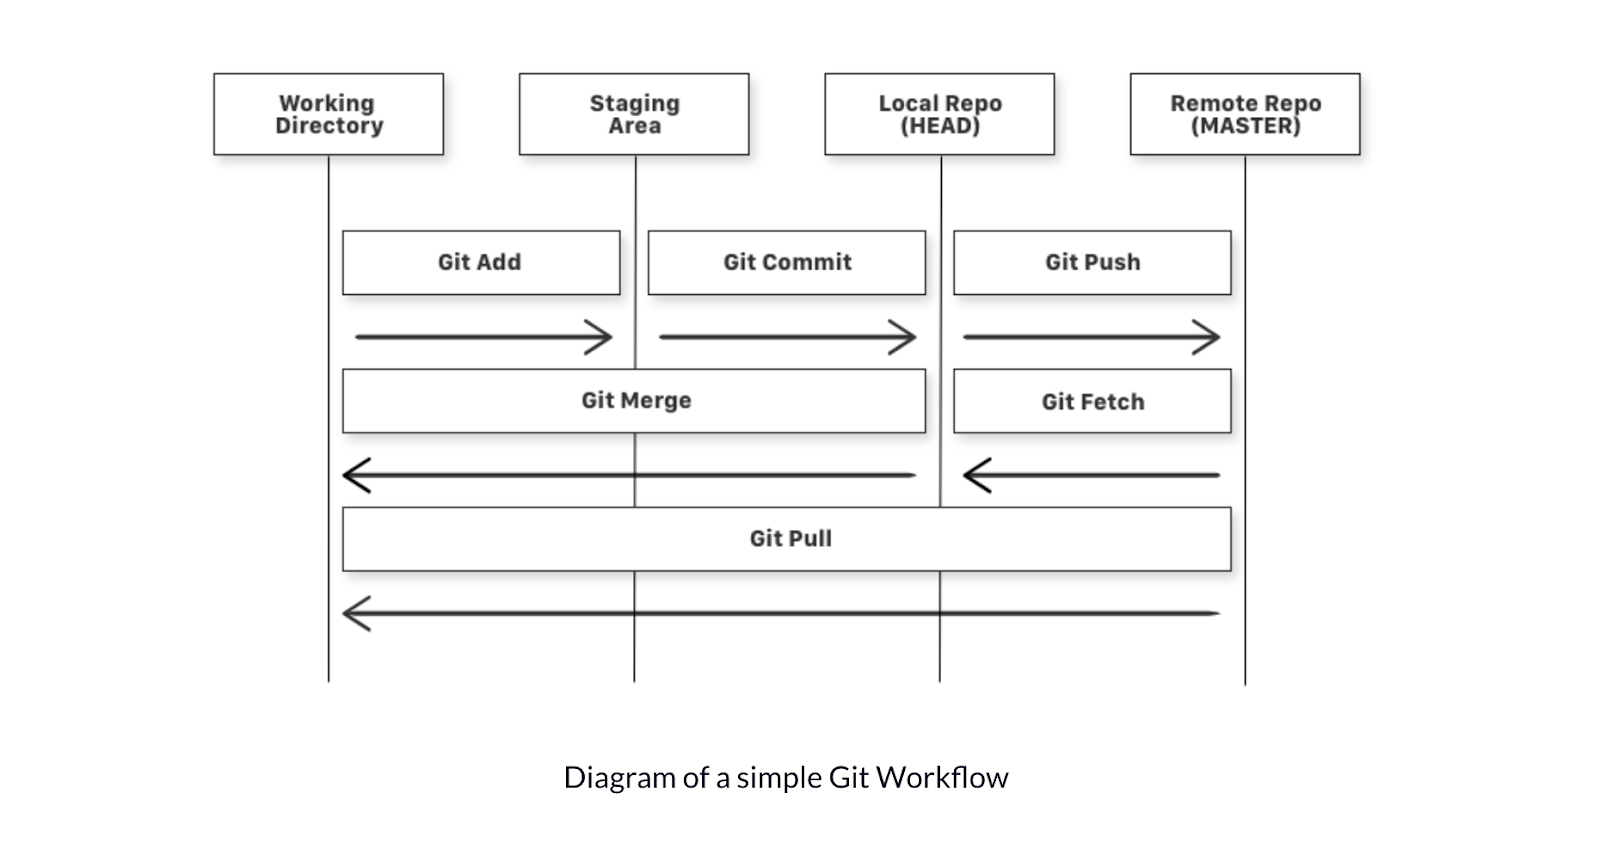 Working
Directory
Staging
Area
Local Repo
(HEAD)
Remote Repo
(MASTER)
Git Add
Git Commit
Git Push
Git Merge
Git Fetch
Git Pull
Diagram of a simple Git Workflow